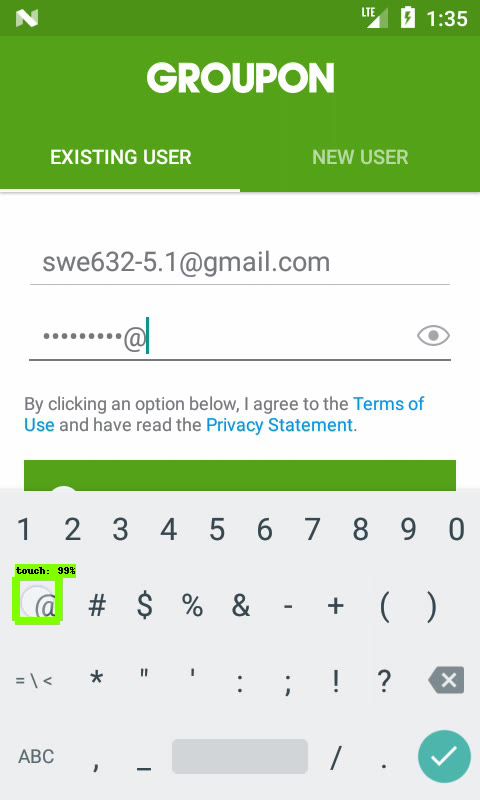 LTE 1:35
GROUPON
EXISTING USER NEW USER
swe632-5.1@gmail.com
•••••••••@
By clicking an option below, I agree to the Terms of
Use and have read the Privacy Statement.
1 2 3 4 5 6 7 8 9 0
touch: 99%
@ # $ % & - + ( )
= \ < * " ' : ; ! ?
ABC , _ / .